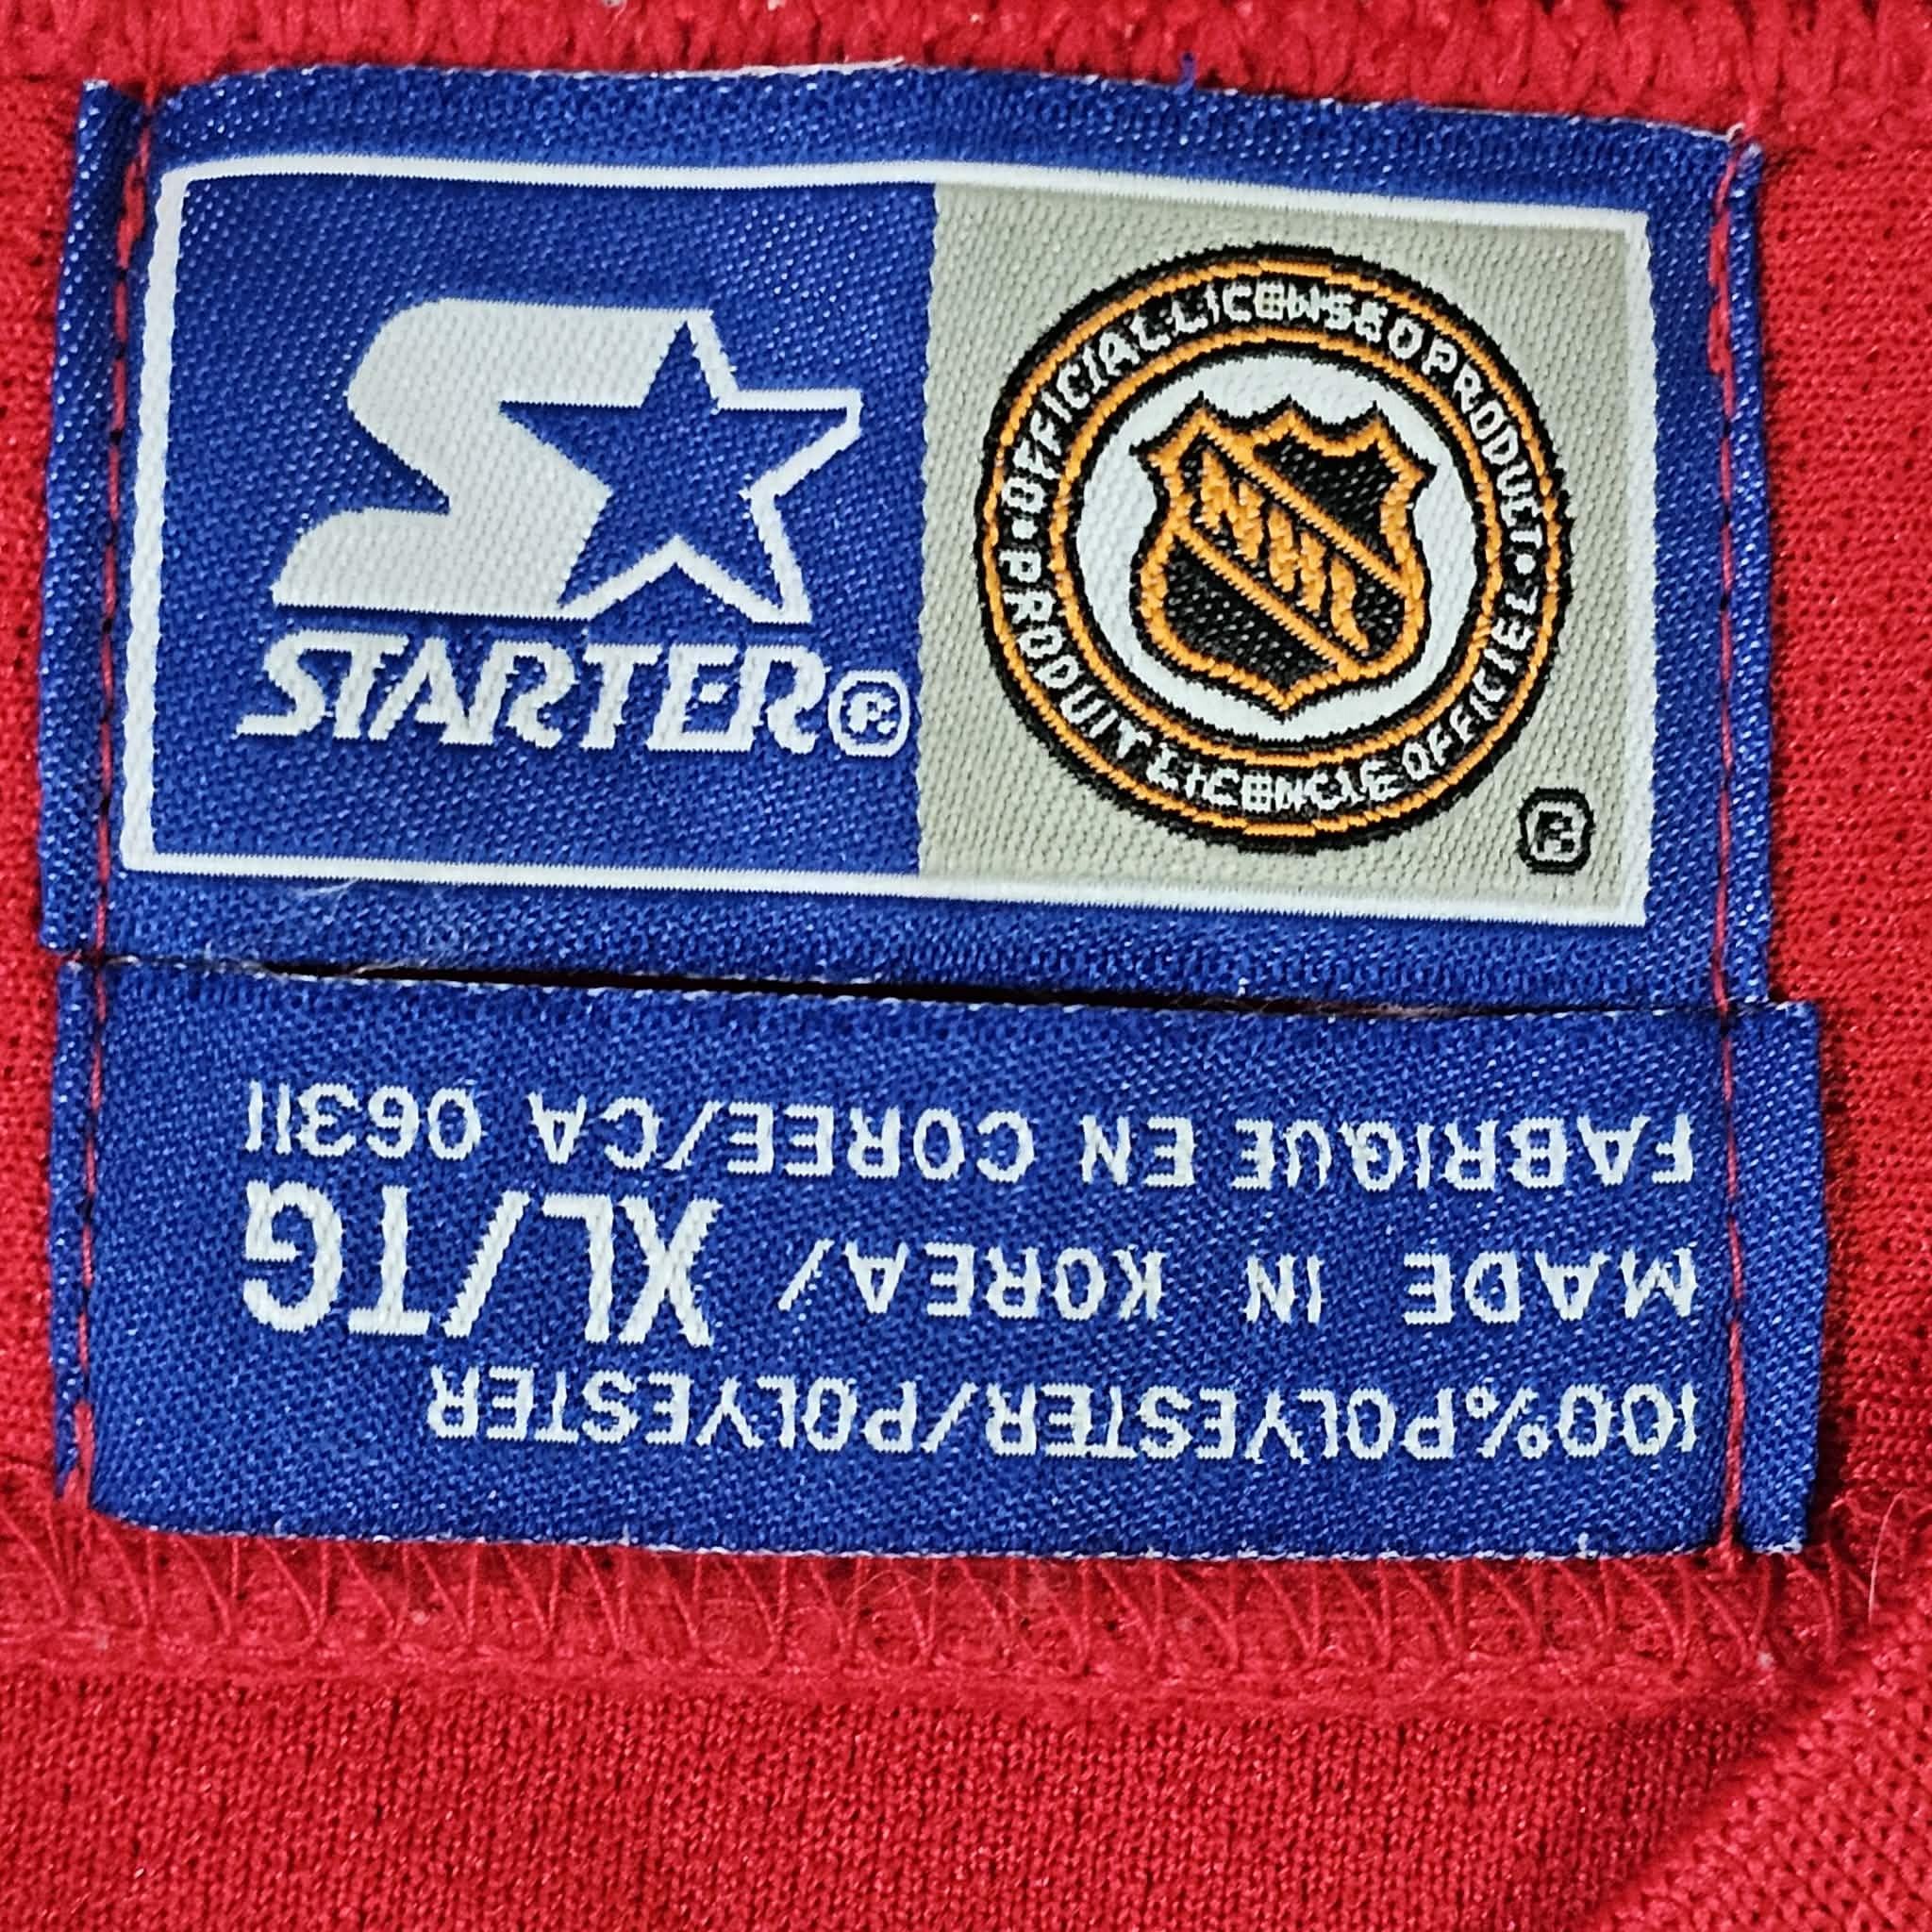 STARTER®
OFFICIAL LICENSED PRODUCT •
NHL
PRODUIT LICENCIE OFFICIEL •
®
100%POLYESTER/POLYESTER
MADE IN KOREA/ XL/TG
FABRIQUE EN COREE/CA 06311